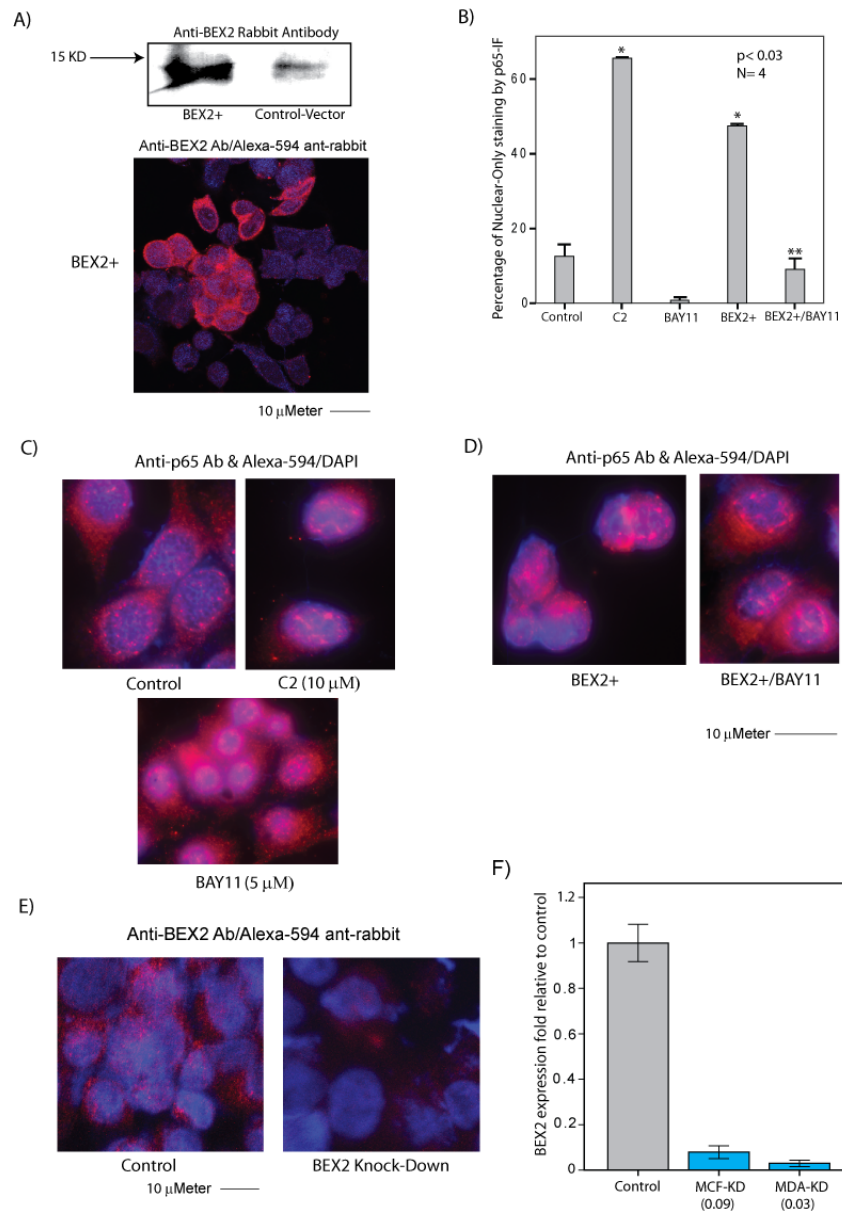 A)
Anti-BEX2 Rabbit Antibody
15 KD
BEX2+ Control-Vector
Anti-BEX2 Ab/Alexa-594 ant-rabbit
BEX2+
10 μMeter
B)
Percentage of Nuclear-Only staining by p65-IF
60
40
20
0
*
*
**
p< 0.03
N= 4
Control C2 BAY11 BEX2+ BEX2+/BAY11
C)
Anti-p65 Ab & Alexa-594/DAPI
Control C2 (10 μM)
BAY11 (5 μM)
D)
Anti-p65 Ab & Alexa-594/DAPI
BEX2+ BEX2+/BAY11
10 μMeter
E)
Anti-BEX2 Ab/Alexa-594 ant-rabbit
Control BEX2 Knock-Down
10 μMeter
F)
BEX2 expression fold relative to control
1.2
1
0.8
0.6
0.4
0.2
0
Control MCF-KD MDA-KD
(0.09) (0.03)